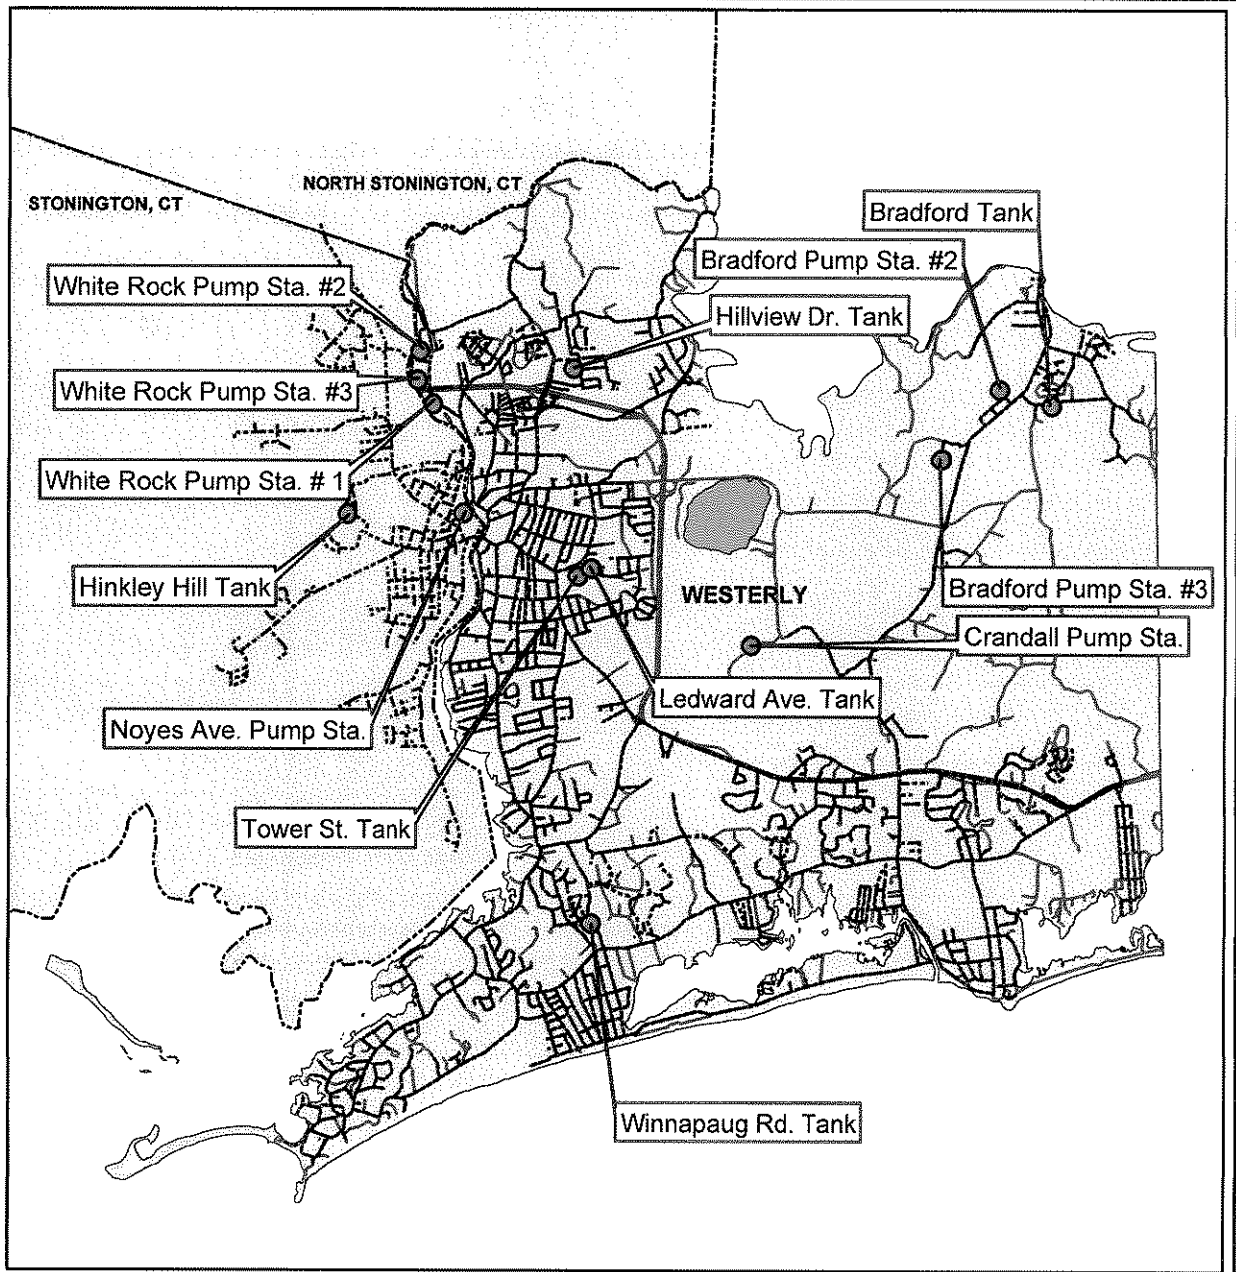 NORTH STONINGTON, CT
STONINGTON, CT
Bradford Tank
Bradford Pump Sta. #2
White Rock Pump Sta. #2
Hillview Dr. Tank
White Rock Pump Sta. #3
White Rock Pump Sta. # 1
Hinkley Hill Tank
WESTERLY
Bradford Pump Sta. #3
Crandall Pump Sta.
Ledward Ave. Tank
Noyes Ave. Pump Sta.
Tower St. Tank
Winnapaug Rd. Tank